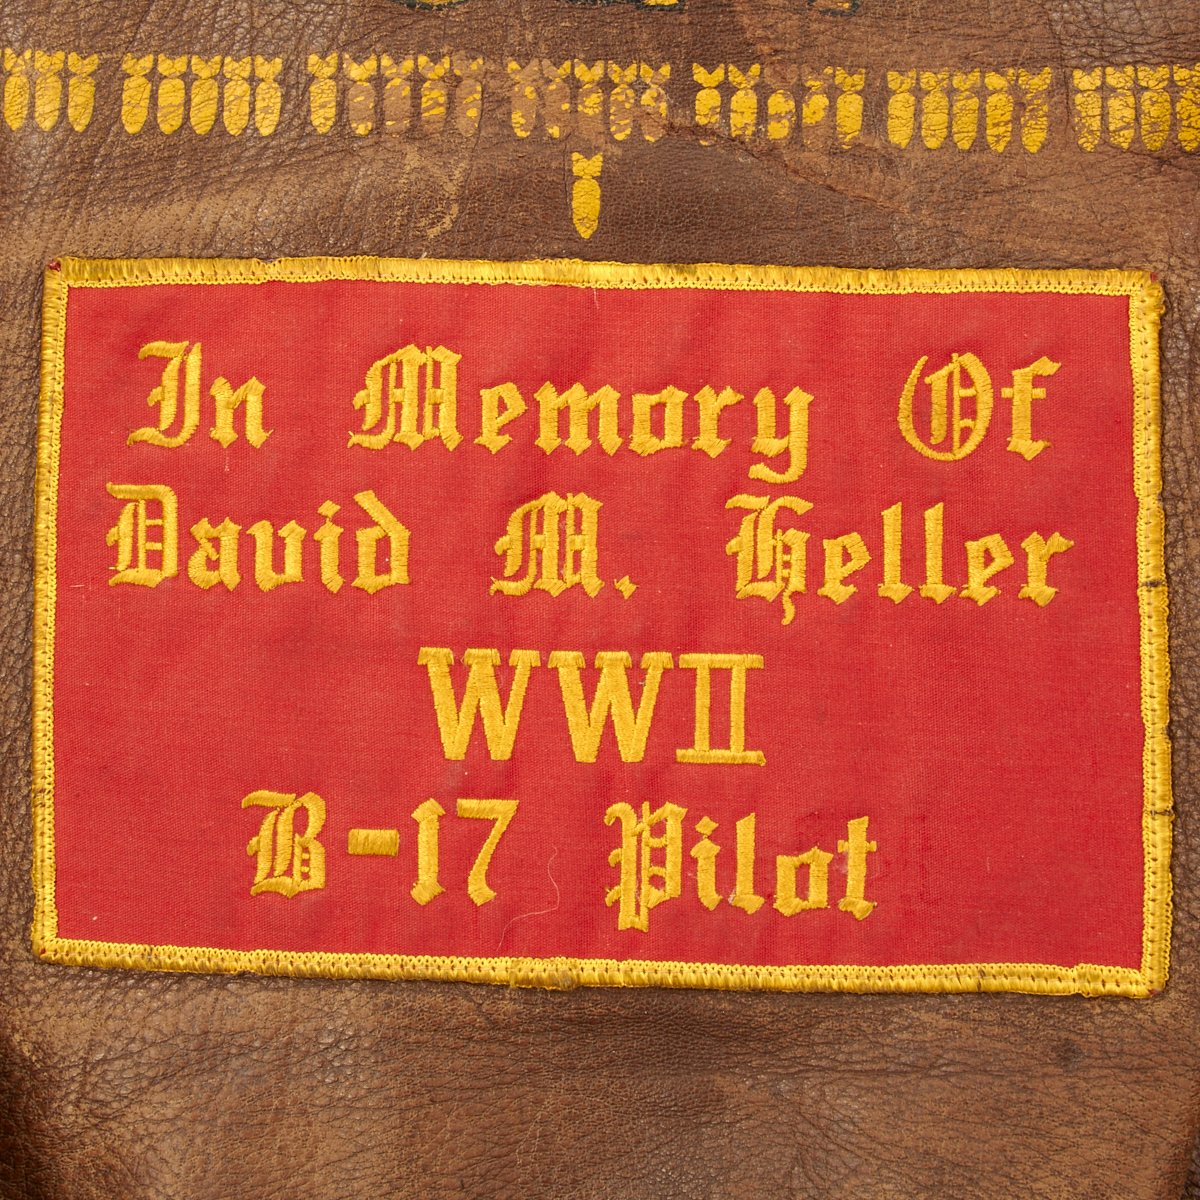 In Memory Of
David M. Heller
WWII
B-17 Pilot